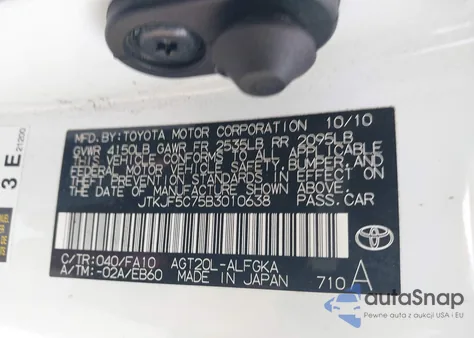 MFD.BY: TOYOTA MOTOR CORPORATION 10/10
GVWR 4150LB GAWR FR 2535LB RR 2095LB
THIS VEHICLE CONFORMS TO ALL APPLICABLE
FEDERAL MOTOR VEHICLE SAFETY, BUMPER, AND
THEFT PREVENTION STANDARDS IN EFFECT ON THE
DATE OF MANUFACTURE SHOWN ABOVE.
JTKJF5C75B3010638 PASS.CAR
C/TR: 040/FA10 AGT20L-ALFGKA
A/TM: -02A/EB60 MADE IN JAPAN 710 A
3 E
21200
autaSnap
Auta z aukcji z USA i EU